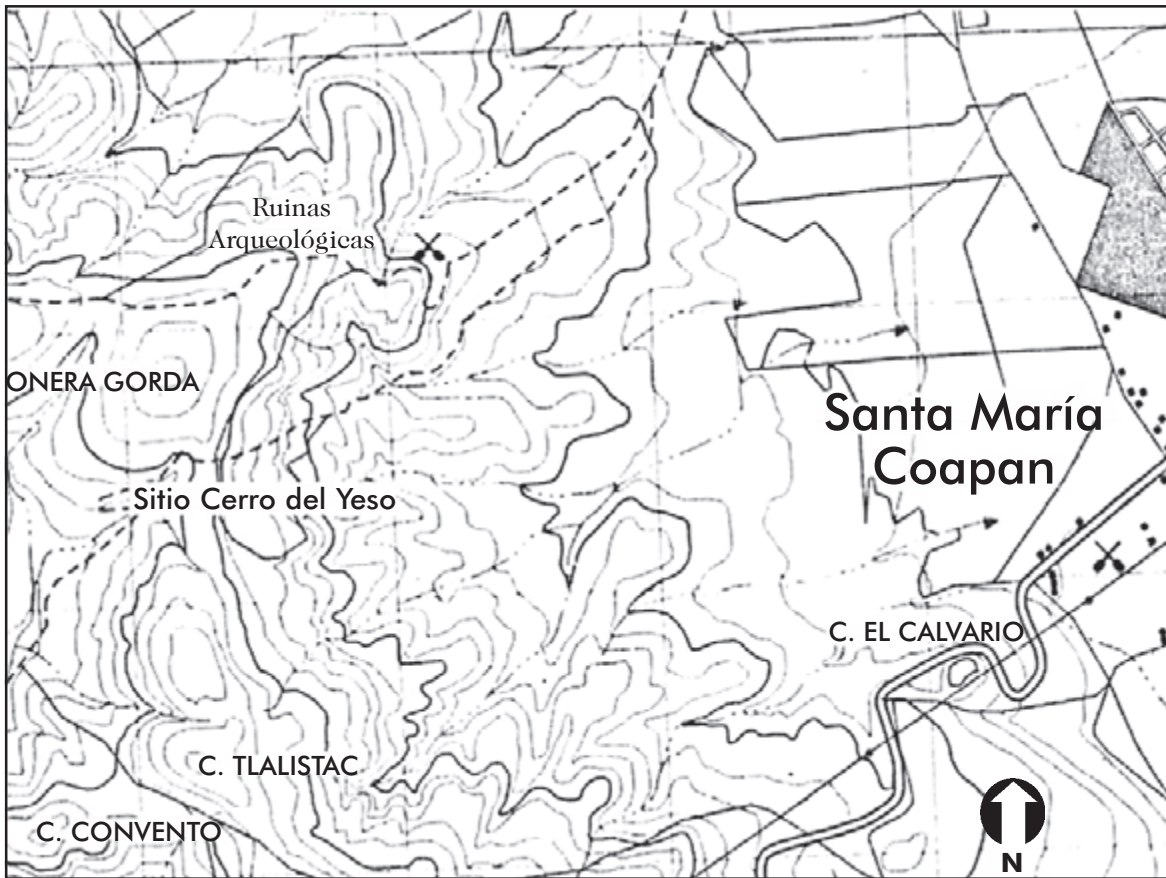 Ruinas
Arqueológicas
ONERA GORDA
Santa María
Coapan
Sitio Cerro del Yeso
C. EL CALVARIO
C. TLALISTAC
C. CONVENTO
N